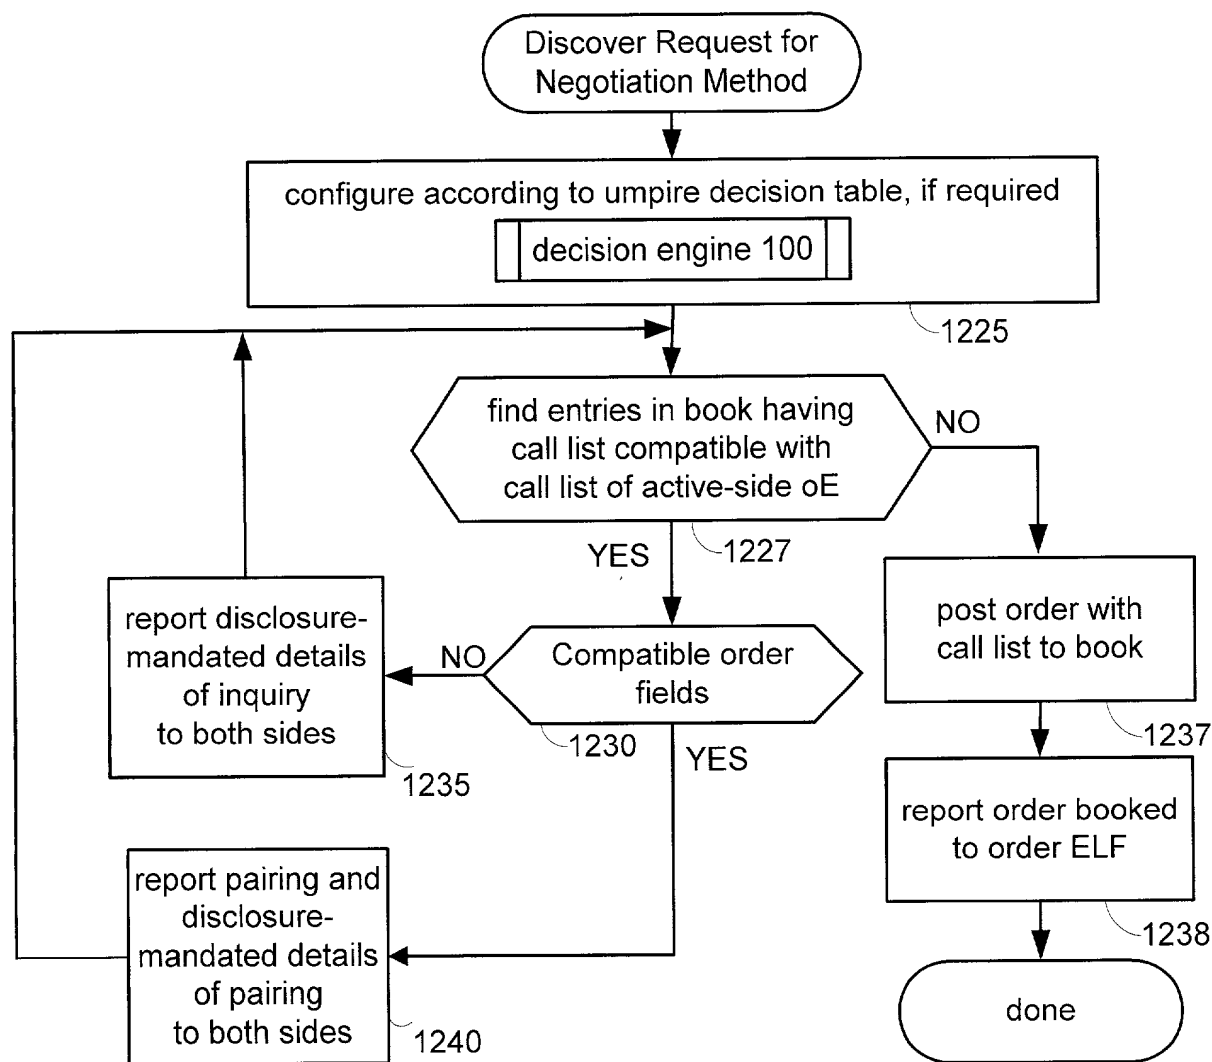 Discover Request for
Negotiation Method
configure according to umpire decision table, if required
decision engine 100
1225
find entries in book having
call list compatible with
call list of active-side oE
NO
1227
YES
report disclosure-
mandated details
of inquiry
to both sides
1235
NO
Compatible order
fields
1230
YES
post order with
call list to book
1237
report order booked
to order ELF
1238
report pairing and
disclosure-
mandated details
of pairing
to both sides
1240
done